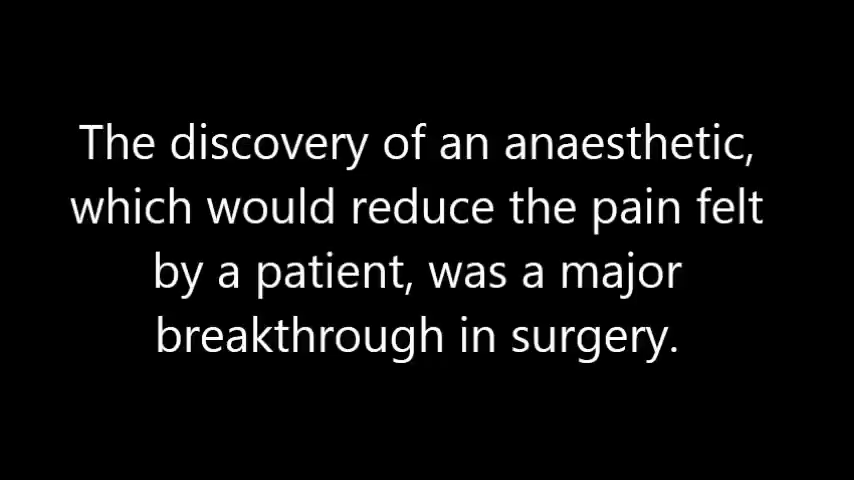 The discovery of an anaesthetic,
which would reduce the pain felt
by a patient, was a major
breakthrough in surgery.